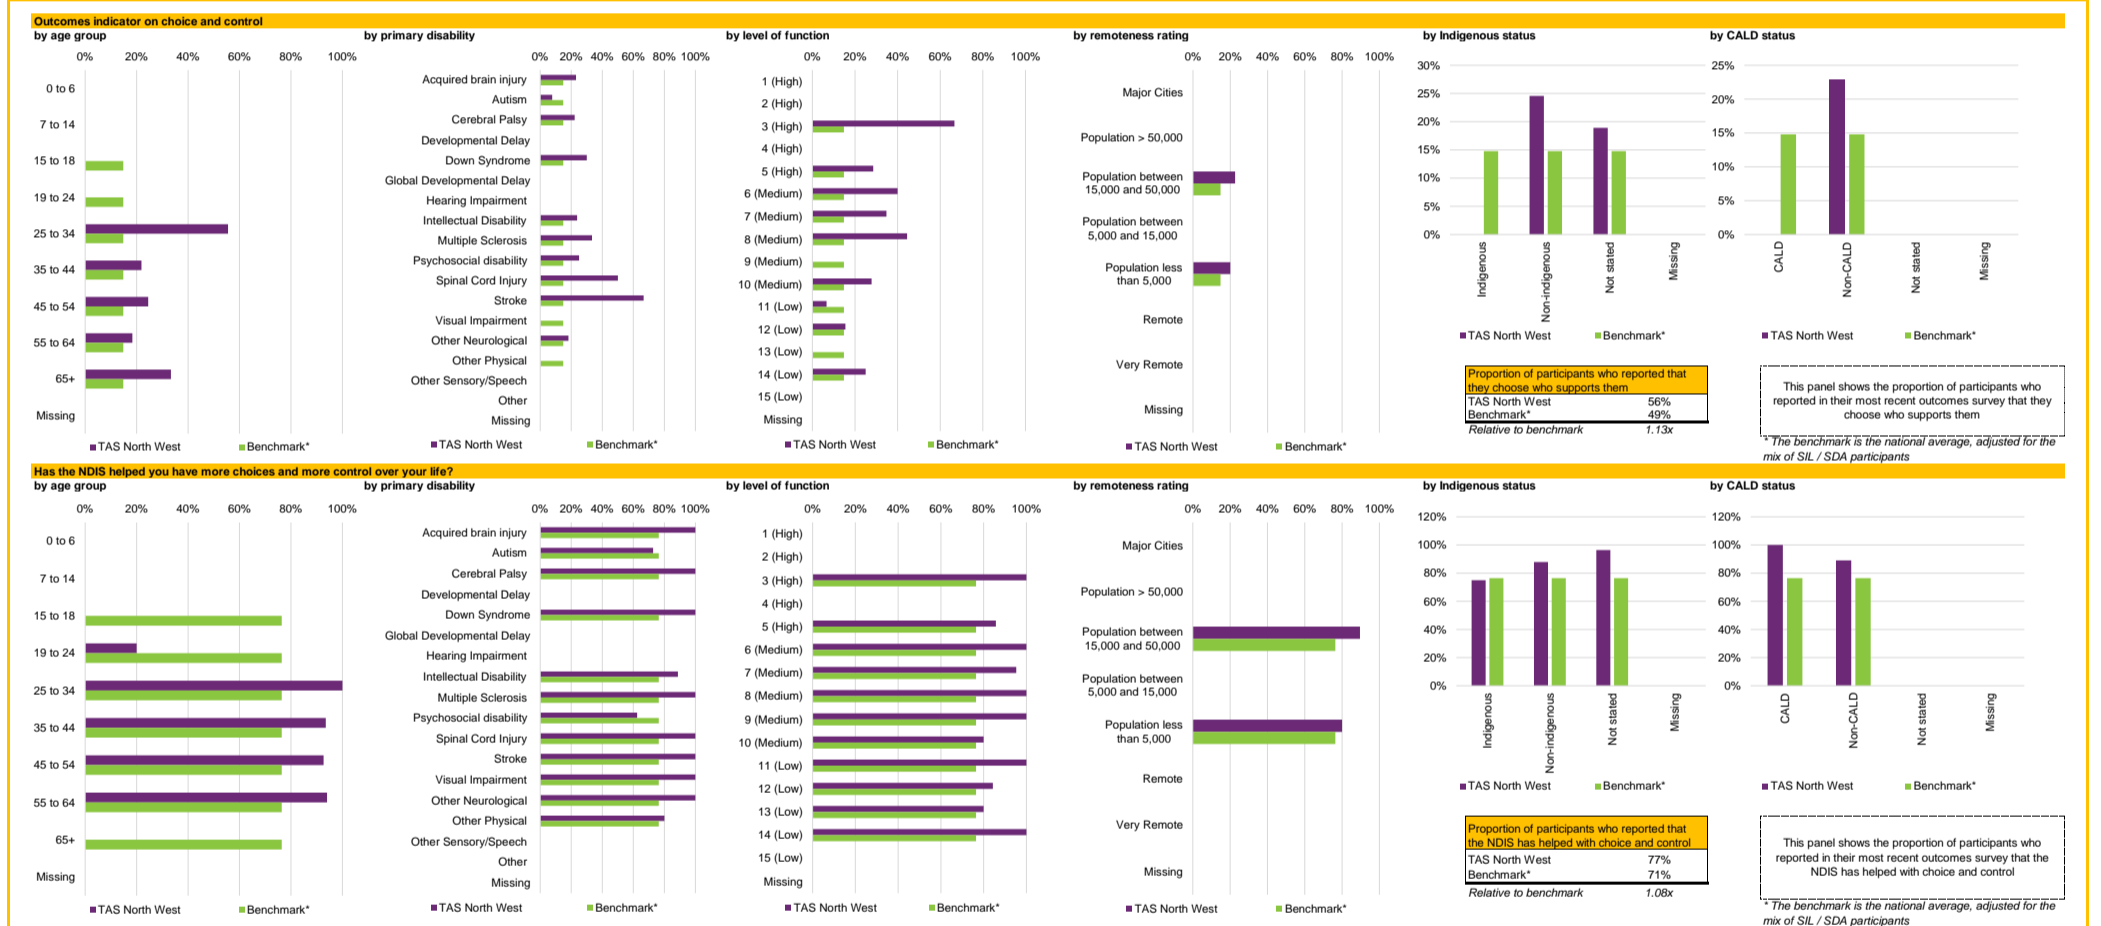 Outcomes indicator on choice and control
by age group
0% 20% 40% 60% 80% 100%
0 to 6
7 to 14
15 to 18
19 to 24
25 to 34
35 to 44
45 to 54
55 to 64
65+
Missing
TAS North West Benchmark*
by primary disability
0% 20% 40% 60% 80% 100%
Acquired brain injury
Autism
Cerebral Palsy
Developmental Delay
Down Syndrome
Global Developmental Delay
Hearing Impairment
Intellectual Disability
Multiple Sclerosis
Psychosocial disability
Spinal Cord Injury
Stroke
Visual Impairment
Other Neurological
Other Physical
Other Sensory/Speech
Other
Missing
TAS North West Benchmark*
by level of function
0% 20% 40% 60% 80% 100%
1 (High)
2 (High)
3 (High)
4 (High)
5 (High)
6 (Medium)
7 (Medium)
8 (Medium)
9 (Medium)
10 (Medium)
11 (Low)
12 (Low)
13 (Low)
14 (Low)
15 (Low)
Missing
TAS North West Benchmark*
by remoteness rating
0% 20% 40% 60% 80% 100%
Major Cities
Population > 50,000
Population between
15,000 and 50,000
Population between
5,000 and 15,000
Population less
than 5,000
Remote
Very Remote
Missing
TAS North West Benchmark*
by Indigenous status
30%
25%
20%
15%
10%
5%
0%
Indigenous
Non-indigenous
Not stated
Missing
TAS North West Benchmark*
by CALD status
25%
20%
15%
10%
5%
0%
CALD
Non-CALD
Not stated
Missing
TAS North West Benchmark*
Proportion of participants who reported that
they choose who supports them
TAS North West 56%
Benchmark* 49%
Relative to benchmark 1.13x
This panel shows the proportion of participants who
reported in their most recent outcomes survey that they
choose who supports them
* The benchmark is the national average, adjusted for the
mix of SIL / SDA participants
Has the NDIS helped you have more choices and more control over your life?
by age group
0% 20% 40% 60% 80% 100%
0 to 6
7 to 14
15 to 18
19 to 24
25 to 34
35 to 44
45 to 54
55 to 64
65+
Missing
TAS North West Benchmark*
by primary disability
0% 20% 40% 60% 80% 100%
Acquired brain injury
Autism
Cerebral Palsy
Developmental Delay
Down Syndrome
Global Developmental Delay
Hearing Impairment
Intellectual Disability
Multiple Sclerosis
Psychosocial disability
Spinal Cord Injury
Stroke
Visual Impairment
Other Neurological
Other Physical
Other Sensory/Speech
Other
Missing
TAS North West Benchmark*
by level of function
0% 20% 40% 60% 80% 100%
1 (High)
2 (High)
3 (High)
4 (High)
5 (High)
6 (Medium)
7 (Medium)
8 (Medium)
9 (Medium)
10 (Medium)
11 (Low)
12 (Low)
13 (Low)
14 (Low)
15 (Low)
Missing
TAS North West Benchmark*
by remoteness rating
0% 20% 40% 60% 80% 100%
Major Cities
Population > 50,000
Population between
15,000 and 50,000
Population between
5,000 and 15,000
Population less
than 5,000
Remote
Very Remote
Missing
TAS North West Benchmark*
by Indigenous status
120%
100%
80%
60%
40%
20%
0%
Indigenous
Non-indigenous
Not stated
Missing
TAS North West Benchmark*
by CALD status
120%
100%
80%
60%
40%
20%
0%
CALD
Non-CALD
Not stated
Missing
TAS North West Benchmark*
Proportion of participants who reported that
the NDIS has helped with choice and control
TAS North West 77%
Benchmark* 71%
Relative to benchmark 1.08x
This panel shows the proportion of participants who
reported in their most recent outcomes survey that the
NDIS has helped with choice and control
* The benchmark is the national average, adjusted for the
mix of SIL / SDA participants